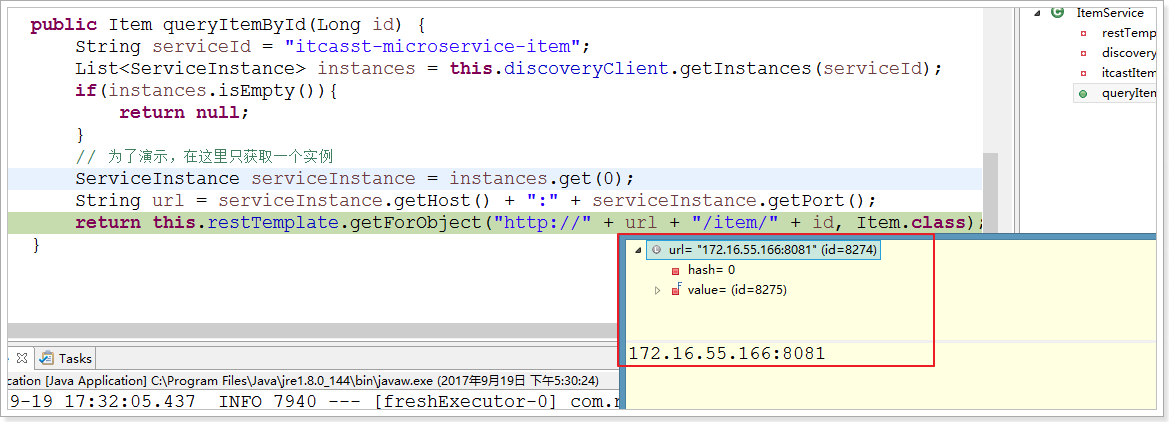 public Item queryItemById(Long id) {
String serviceId = "itcasst-microservice-item";
List<ServiceInstance> instances = this.discoveryClient.getInstances(serviceId);
if(instances.isEmpty()){
return null;
}
// 为了演示，在这里只获取一个实例
ServiceInstance serviceInstance = instances.get(0);
String url = serviceInstance.getHost() + ":" + serviceInstance.getPort();
return this.restTemplate.getForObject("http://" + url + "/item/" + id, Item.class);
}
ItemService
restTemp
discovery
itcastItem
queryItem
url= "172.16.55.166:8081" (id=8274)
hash= 0
value= (id=8275)
172.16.55.166:8081
Tasks
cation [Java Application] C:\Program Files\Java\jre1.8.0_144\bin\javaw.exe (2017年9月19日 下午5:30:24)
9-19 17:32:05.437  INFO 7940 --- [freshExecutor-0] com.n